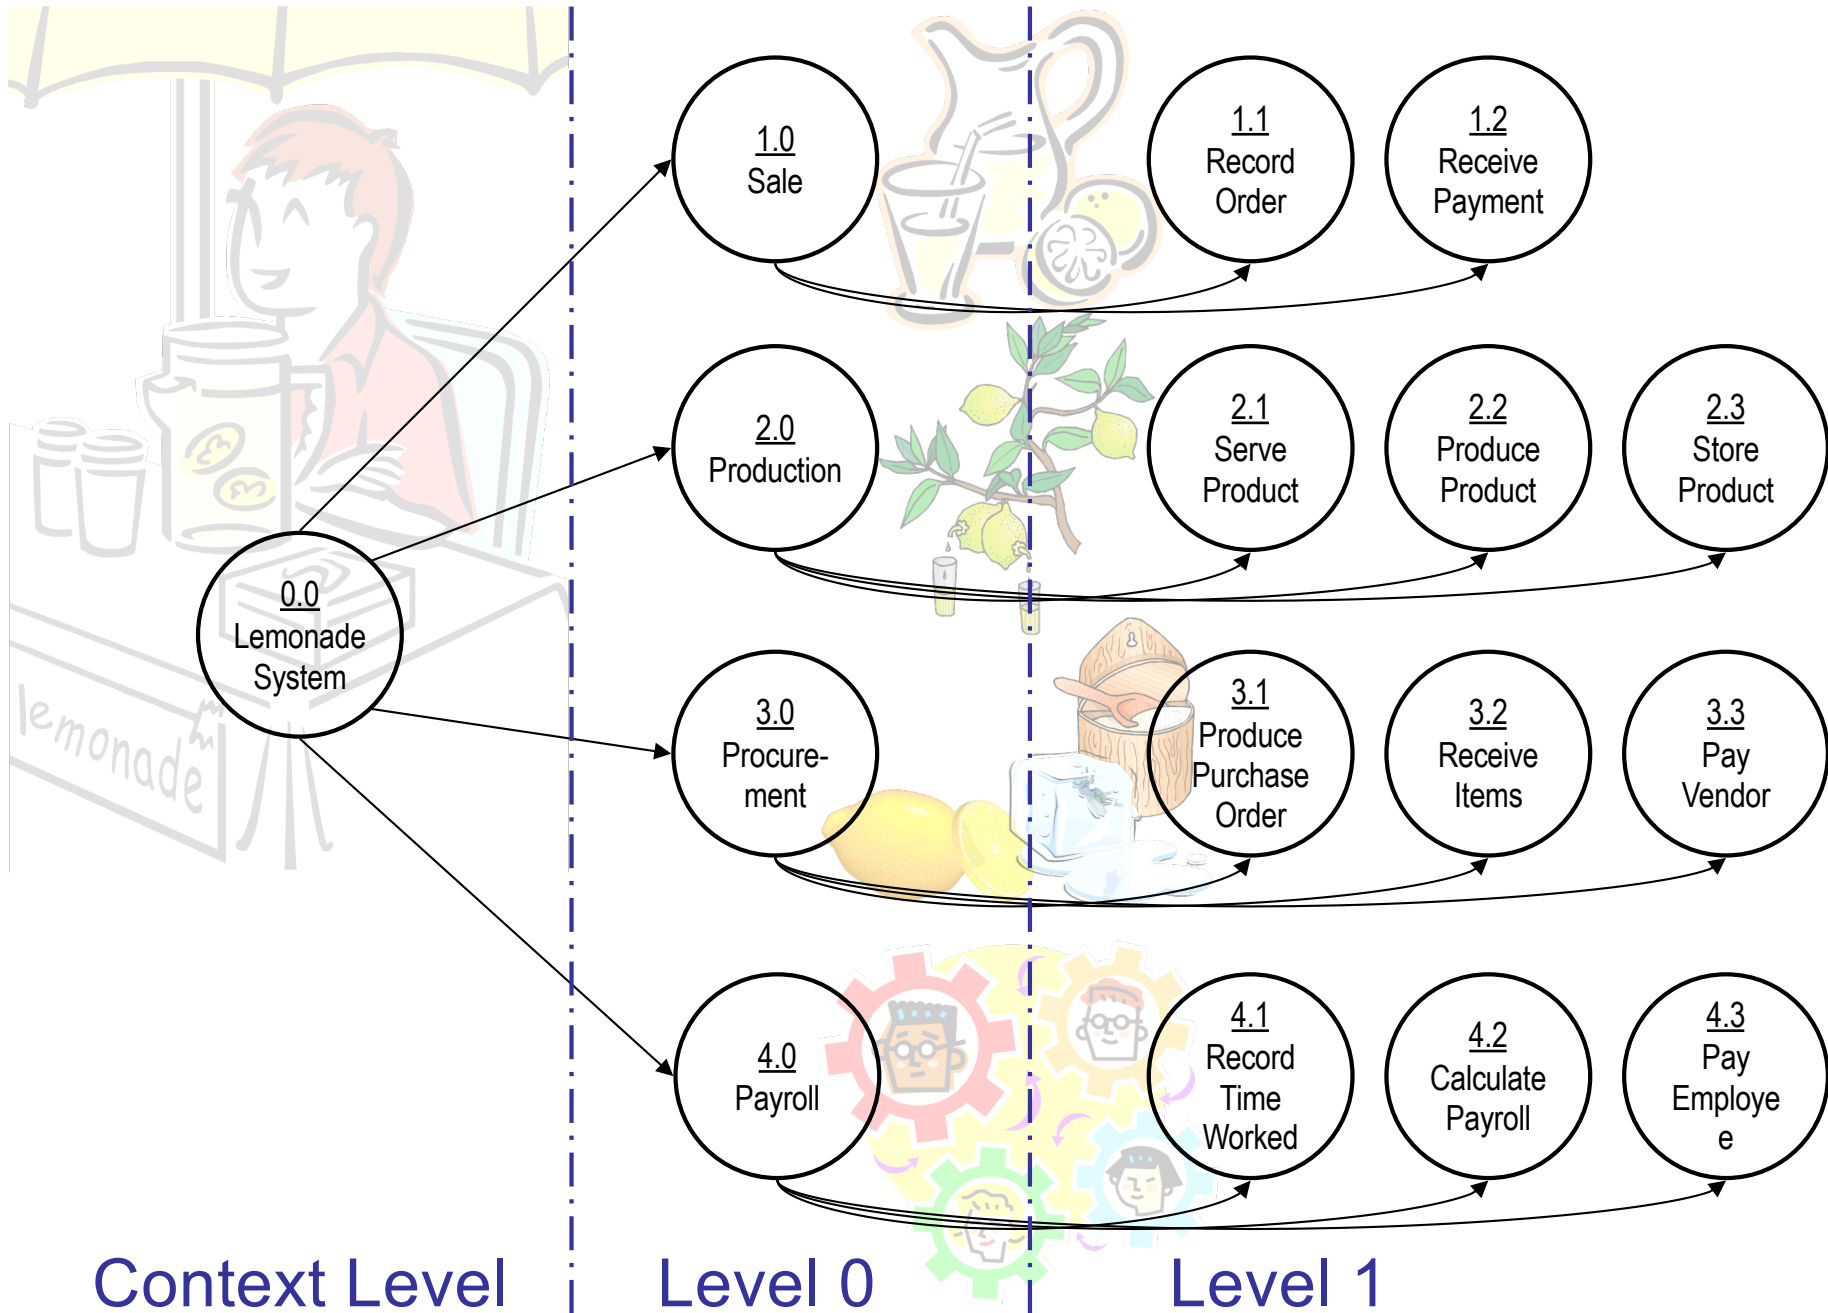 1.0
Sale
1.1
Record
Order
1.2
Receive
Payment
2.0
Production
2.1
Serve
Product
2.2
Produce
Product
2.3
Store
Product
0.0
Lemonade
System
lemonade
3.0
Procure-
ment
3.1
Produce
Purchase
Order
3.2
Receive
Items
3.3
Pay
Vendor
4.0
Payroll
4.1
Record
Time
Worked
4.2
Calculate
Payroll
4.3
Pay
Employe
e
Context Level
Level 0
Level 1